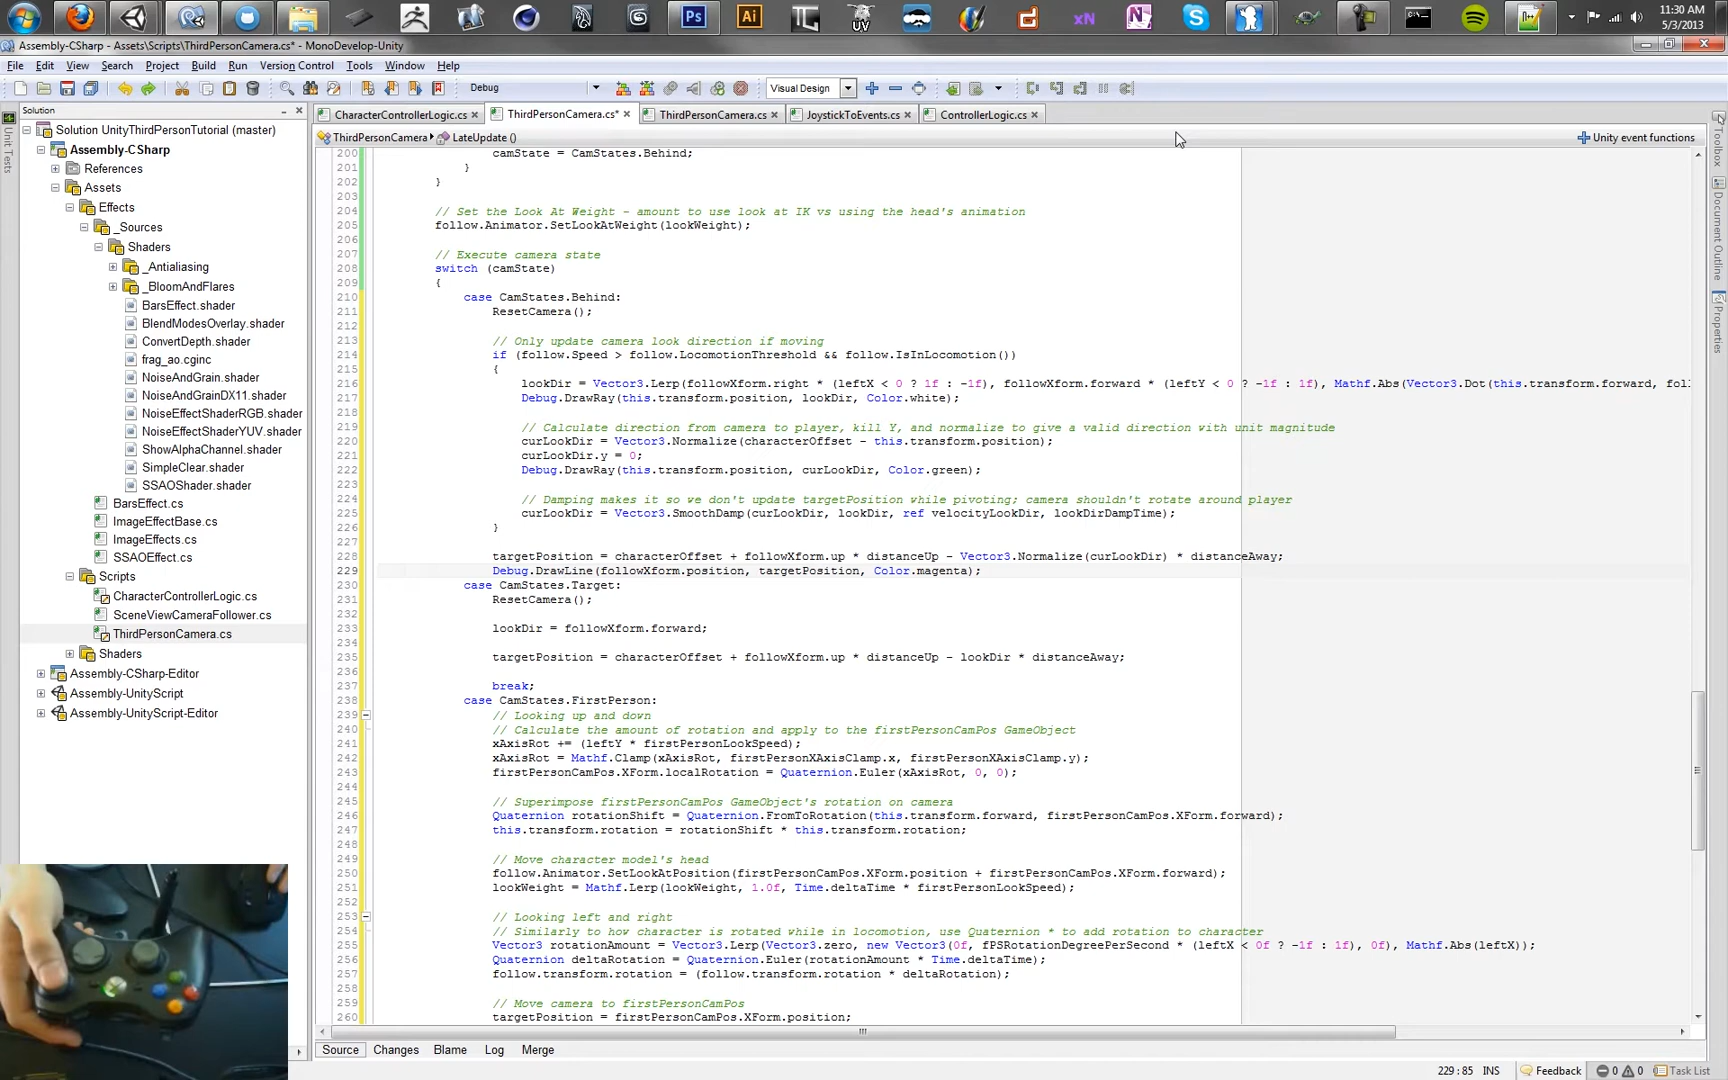 Ps
Ai
TL
UV
xN
N
11:30 AM
5/3/2013
Assembly-CSharp - Assets\Scripts\ThirdPersonCamera.cs* - MonoDevelop-Unity
File Edit View Search Project Build Run Version Control Tools Window Help
Debug
Visual Design
Solution
CharacterControllerLogic.cs
ThirdPersonCamera.cs*
ThirdPersonCamera.cs
JoystickToEvents.cs
ControllerLogic.cs
ThirdPersonCamera
LateUpdate ()
Unity event functions
Unit Tests
Solution UnityThirdPersonTutorial (master)
Assembly-CSharp
References
Assets
Effects
_Sources
Shaders
_Antialiasing
_BloomAndFlares
BarsEffect.shader
BlendModesOverlay.shader
ConvertDepth.shader
frag_ao.cginc
NoiseAndGrain.shader
NoiseAndGrainDX11.shader
NoiseEffectShaderRGB.shader
NoiseEffectShaderYUV.shader
ShowAlphaChannel.shader
SimpleClear.shader
SSAOShader.shader
BarsEffect.cs
ImageEffectBase.cs
ImageEffects.cs
SSAOEffect.cs
Scripts
CharacterControllerLogic.cs
SceneViewCameraFollower.cs
ThirdPersonCamera.cs
Shaders
Assembly-CSharp-Editor
Assembly-UnityScript
Assembly-UnityScript-Editor
200 camState = CamStates.Behind;
201 }
202 }
203
204 // Set the Look At Weight - amount to use look at IK vs using the head's animation
205 follow.Animator.SetLookAtWeight(lookWeight);
206
207 // Execute camera state
208 switch (camState)
209 {
210 case CamStates.Behind:
211 ResetCamera();
212
213 // Only update camera look direction if moving
214 if (follow.Speed > follow.LocomotionThreshold && follow.IsInLocomotion())
215 {
216 lookDir = Vector3.Lerp(followXform.right * (leftX < 0 ? 1f : -1f), followXform.forward * (leftY < 0 ? -1f : 1f), Mathf.Abs(Vector3.Dot(this.transform.forward, fol
217 Debug.DrawRay(this.transform.position, lookDir, Color.white);
218
219 // Calculate direction from camera to player, kill Y, and normalize to give a valid direction with unit magnitude
220 curLookDir = Vector3.Normalize(characterOffset - this.transform.position);
221 curLookDir.y = 0;
222 Debug.DrawRay(this.transform.position, curLookDir, Color.green);
223
224 // Damping makes it so we don't update targetPosition while pivoting; camera shouldn't rotate around player
225 curLookDir = Vector3.SmoothDamp(curLookDir, lookDir, ref velocityLookDir, lookDirDampTime);
226 }
227
228 targetPosition = characterOffset + followXform.up * distanceUp - Vector3.Normalize(curLookDir) * distanceAway;
229 Debug.DrawLine(followXform.position, targetPosition, Color.magenta);
230 case CamStates.Target:
231 ResetCamera();
232
233 lookDir = followXform.forward;
234
235 targetPosition = characterOffset + followXform.up * distanceUp - lookDir * distanceAway;
236
237 break;
238 case CamStates.FirstPerson:
239 // Looking up and down
240 // Calculate the amount of rotation and apply to the firstPersonCamPos GameObject
241 xAxisRot += (leftY * firstPersonLookSpeed);
242 xAxisRot = Mathf.Clamp(xAxisRot, firstPersonXAxisClamp.x, firstPersonXAxisClamp.y);
243 firstPersonCamPos.XForm.localRotation = Quaternion.Euler(xAxisRot, 0, 0);
244
245 // Superimpose firstPersonCamPos GameObject's rotation on camera
246 Quaternion rotationShift = Quaternion.FromToRotation(this.transform.forward, firstPersonCamPos.XForm.forward);
247 this.transform.rotation = rotationShift * this.transform.rotation;
248
249 // Move character model's head
250 follow.Animator.SetLookAtPosition(firstPersonCamPos.XForm.position + firstPersonCamPos.XForm.forward);
251 lookWeight = Mathf.Lerp(lookWeight, 1.0f, Time.deltaTime * firstPersonLookSpeed);
252
253 // Looking left and right
254 // Similarly to how character is rotated while in locomotion, use Quaternion * to add rotation to character
255 Vector3 rotationAmount = Vector3.Lerp(Vector3.zero, new Vector3(0f, fPSRotationDegreePerSecond * (leftX < 0f ? -1f : 1f), 0f), Mathf.Abs(leftX));
256 Quaternion deltaRotation = Quaternion.Euler(rotationAmount * Time.deltaTime);
257 follow.transform.rotation = (follow.transform.rotation * deltaRotation);
258
259 // Move camera to firstPersonCamPos
260 targetPosition = firstPersonCamPos.XForm.position;
Toolbox
Document Outline
Properties
Source Changes Blame Log Merge
229 : 85 INS Feedback 0 0 Task List